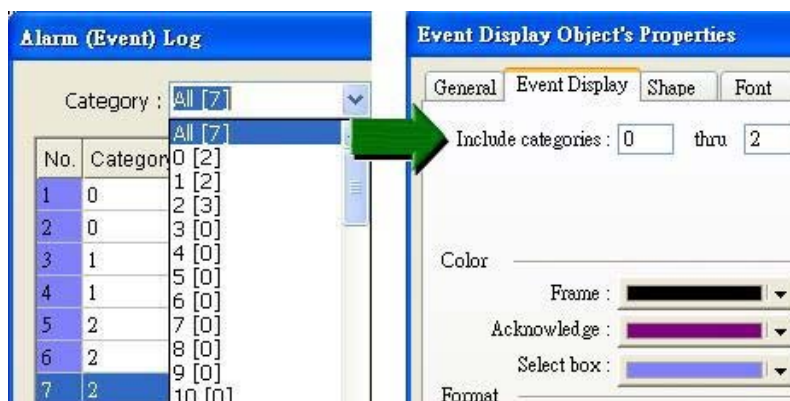 Alarm (Event) Log
Category : All [7]
All [7]
0 [2]
1 [2]
2 [3]
3 [0]
4 [0]
5 [0]
6 [0]
7 [0]
8 [0]
9 [0]
10 [0]
No. Category
1 0
2 0
3 1
4 1
5 2
6 2
7 2
Event Display Object's Properties
General Event Display Shape Font
Include categories : 0 thru 2
Color
Frame :
Acknowledge :
Select box :
Format